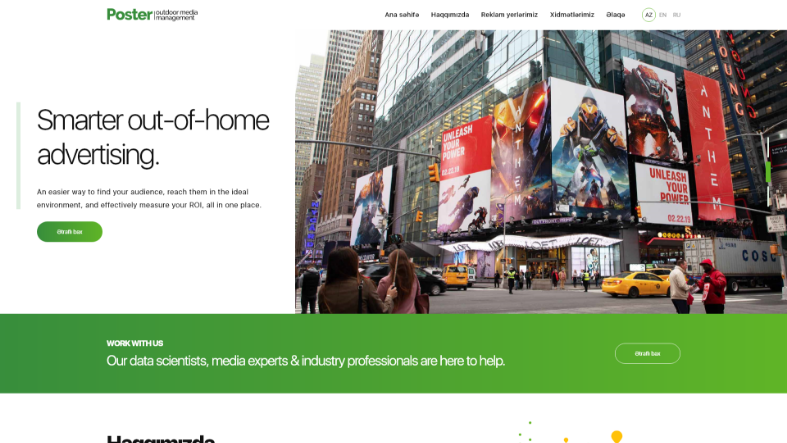 Poster outdoor media
management
Ana səhifə Haqqımızda Reklam yerlərimiz Xidmətlərimiz Əlaqə AZ EN RU
Smarter out-of-home
advertising.
An easier way to find your audience, reach them in the ideal
environment, and effectively measure your ROI, all in one place.
Ətraflı bax
UNLEASH
YOUR
POWER
02.22.19
ANTHEM
UNLEASH
YOUR
POWER
02.22.19
ANTHEM
LOFT LOFT LOFT
COSC
WORK WITH US
Our data scientists, media experts & industry professionals are here to help.
Ətraflı bax
Haqqımızda